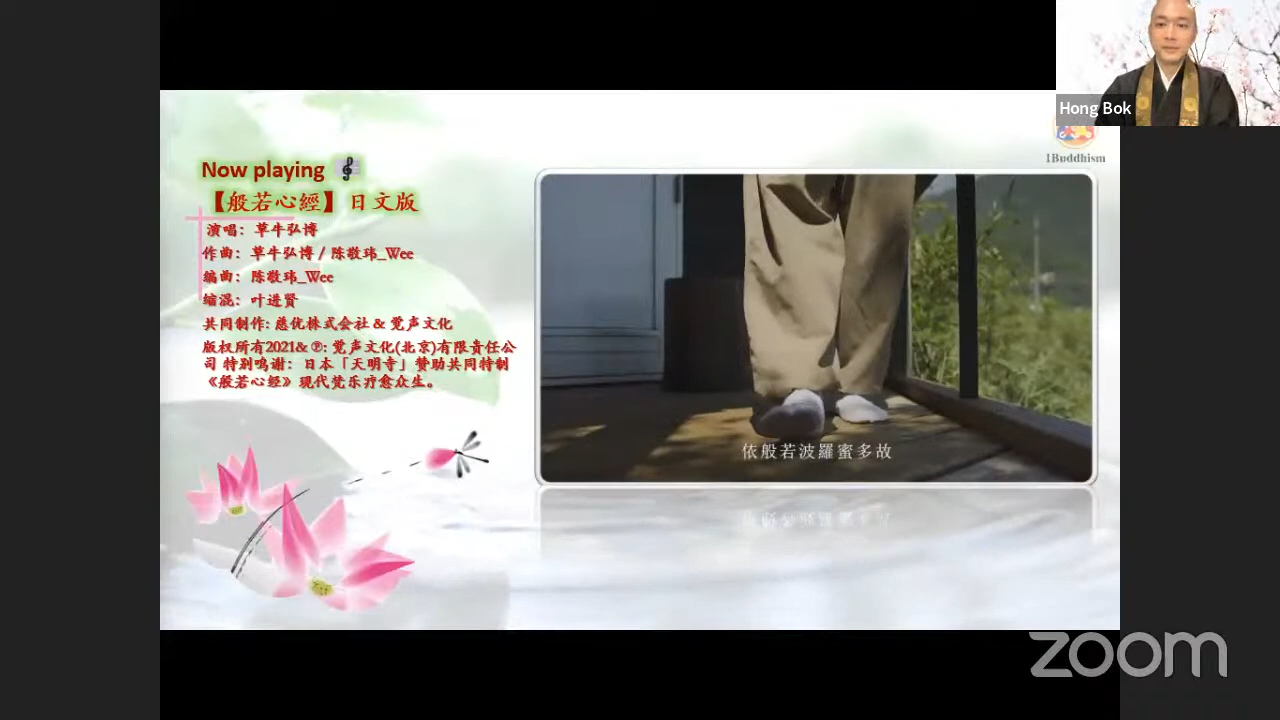 Hong Bok
1Buddhism
Now playing
【般若心經】日文版
演唱：草牛弘博
作曲：草牛弘博 / 陈敬玮_Wee
编曲：陈敬玮_Wee
缩混：叶进贤
共同制作: 慈优株式会社 & 觉声文化
版权所有2021& ℗: 觉声文化(北京)有限责任公
司 特别鸣谢：日本「天明寺」赞助共同特制
《般若心经》现代梵乐疗愈众生。
依般若波羅蜜多故
zoom